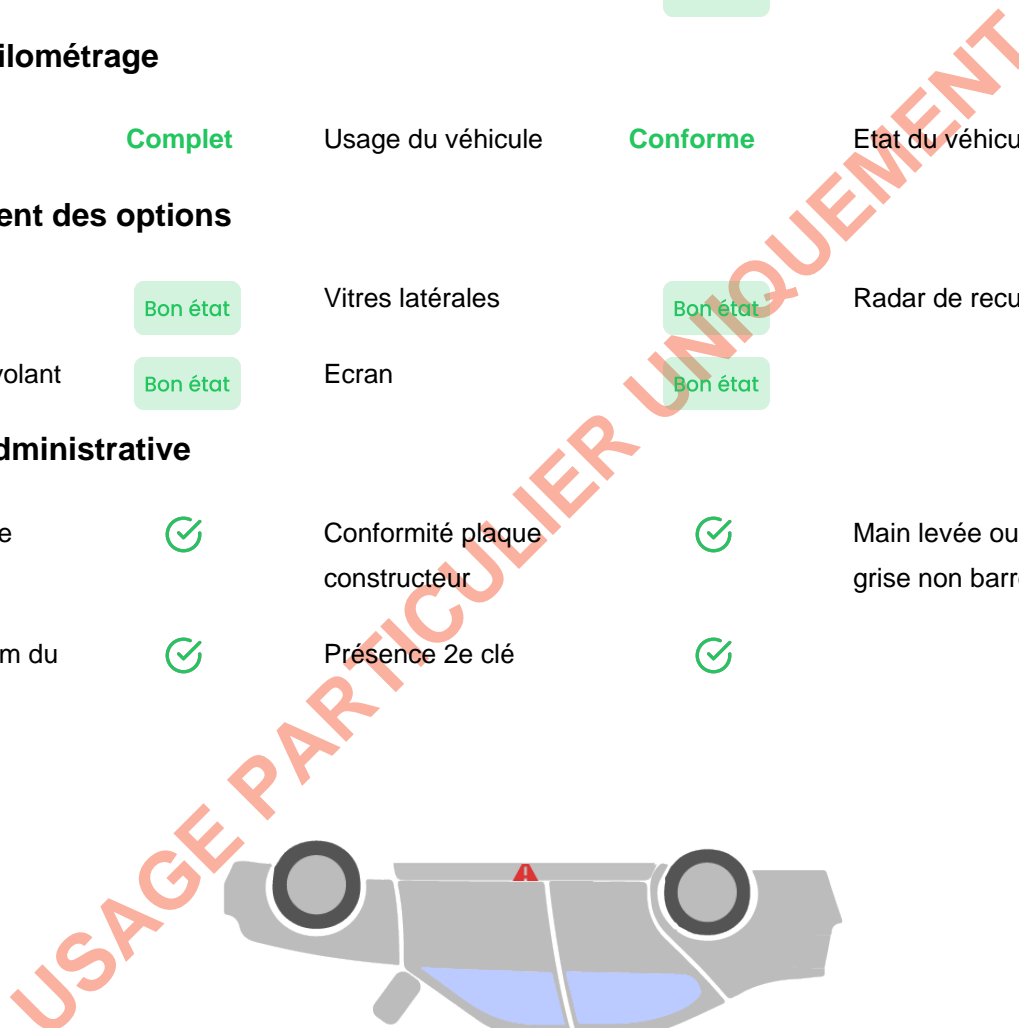 ilométrage
Complet Usage du véhicule Conforme Etat du véhicu
ent des options
Bon état Vitres latérales Bon état Radar de recu
volant Bon état Ecran Bon état
dministrative
e Conformité plaque Main levée ou
constructeur grise non barr
m du Présence 2e clé
USAGE PARTICULIER UNIQUEMENT